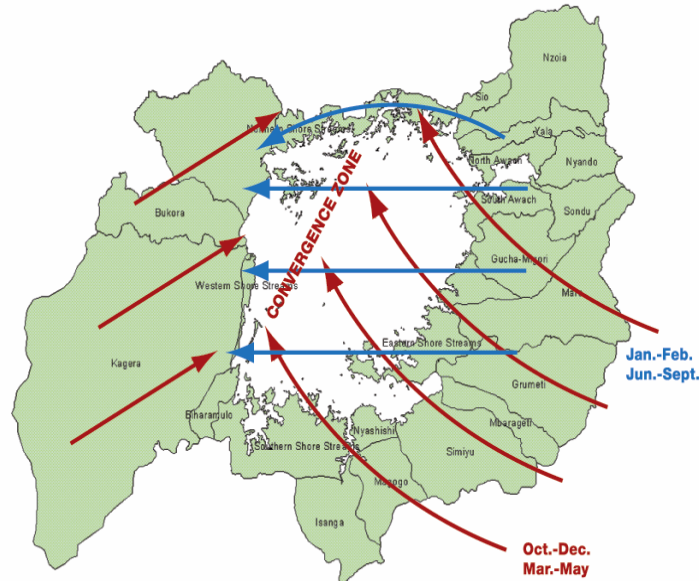 Nzoia
Sio
Northern Shore Streams
Yala
North Awach
Nyando
South Awach
Sondu
Bukora
CONVERGENCE ZONE
Gucha-Migori
Western Shore Streams
Mara
Eastern Shore Streams
Jan.-Feb.
Jun.-Sept.
Kagera
Grumeti
Biharamulo
Mbarageti
Nyashishi
Southern Shore Streams
Simiyu
Magogo
Isanga
Oct.-Dec.
Mar.-May